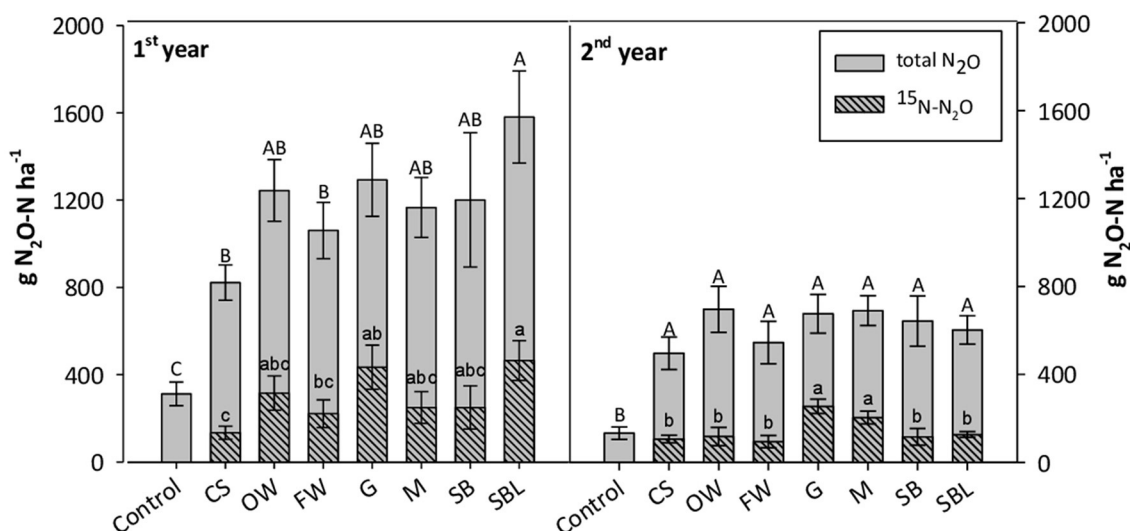 2000
1600
1200
800
400
0
g N₂O-N ha⁻¹
1ˢᵗ year
C
B
c
AB
abc
B
bc
AB
ab
AB
abc
AB
abc
A
a
Control
CS
OW
FW
G
M
SB
SBL
2ⁿᵈ year
total N₂O
¹⁵N-N₂O
B
A
b
A
b
A
b
A
a
A
a
A
b
A
b
Control
CS
OW
FW
G
M
SB
SBL
2000
1600
1200
800
400
0
g N₂O-N ha⁻¹